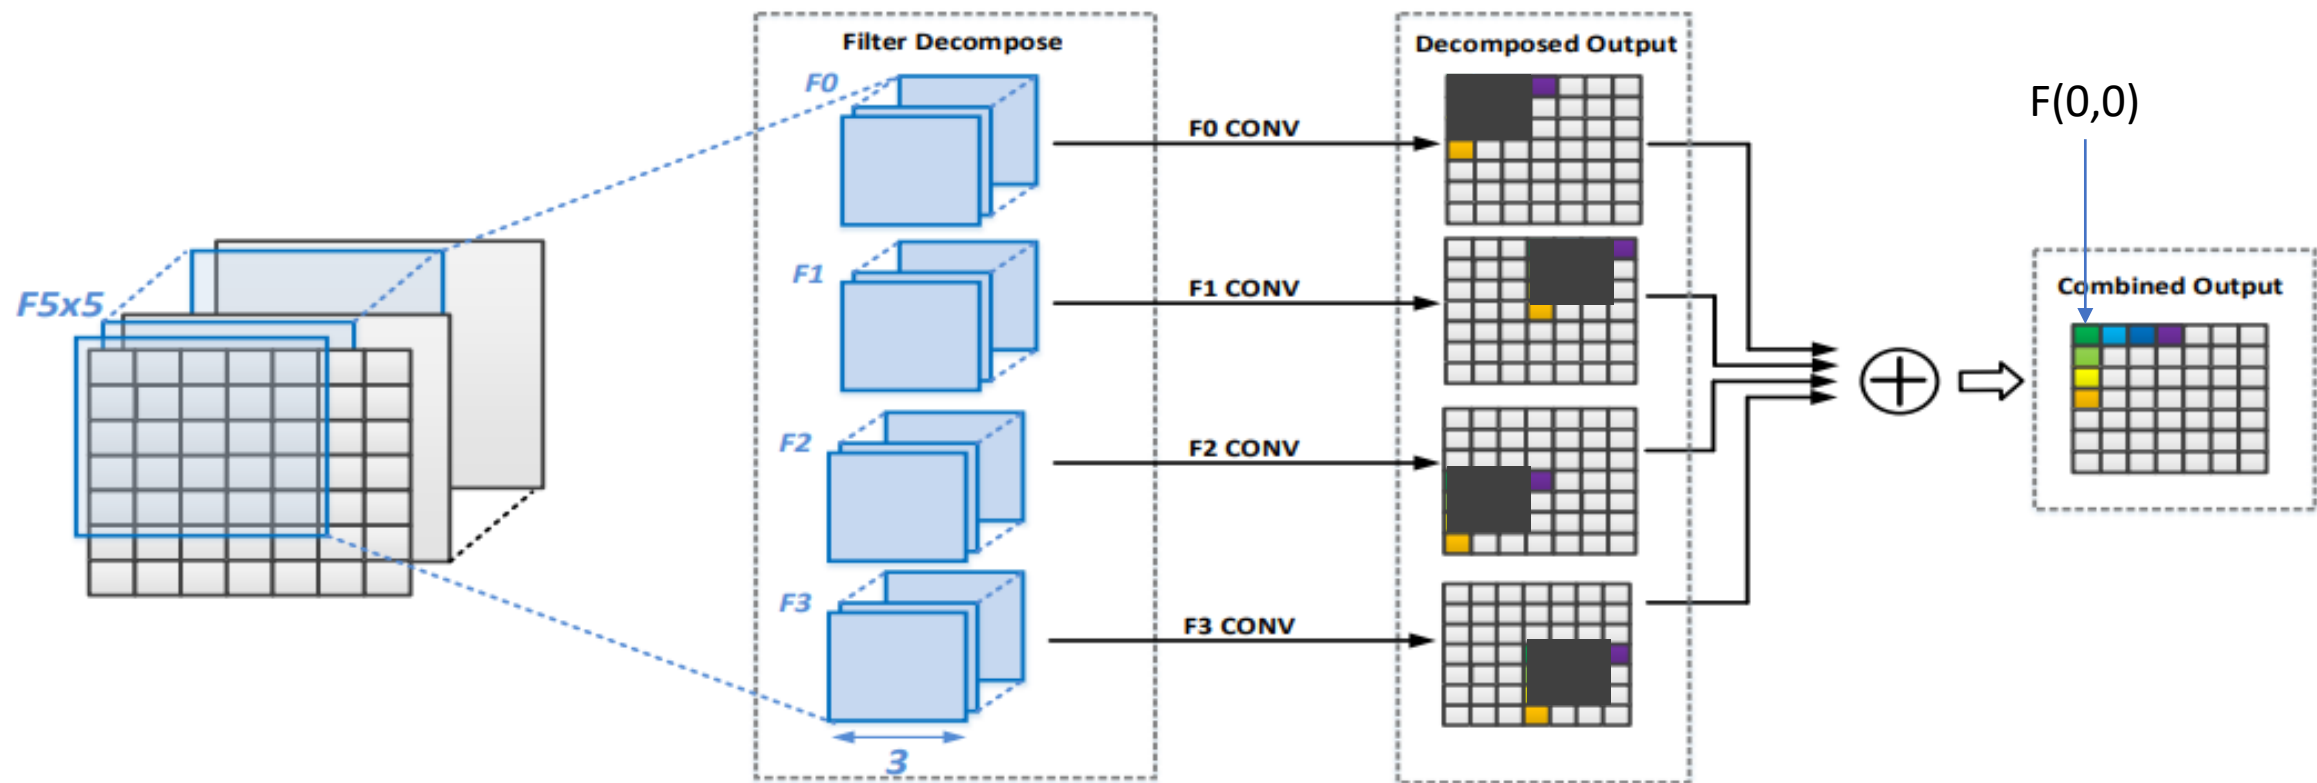 Filter Decompose
Decomposed Output
F0
F(0,0)
F0 CONV
F5x5
F1
F1 CONV
Combined Output
F2
F2 CONV
F3
F3 CONV
3